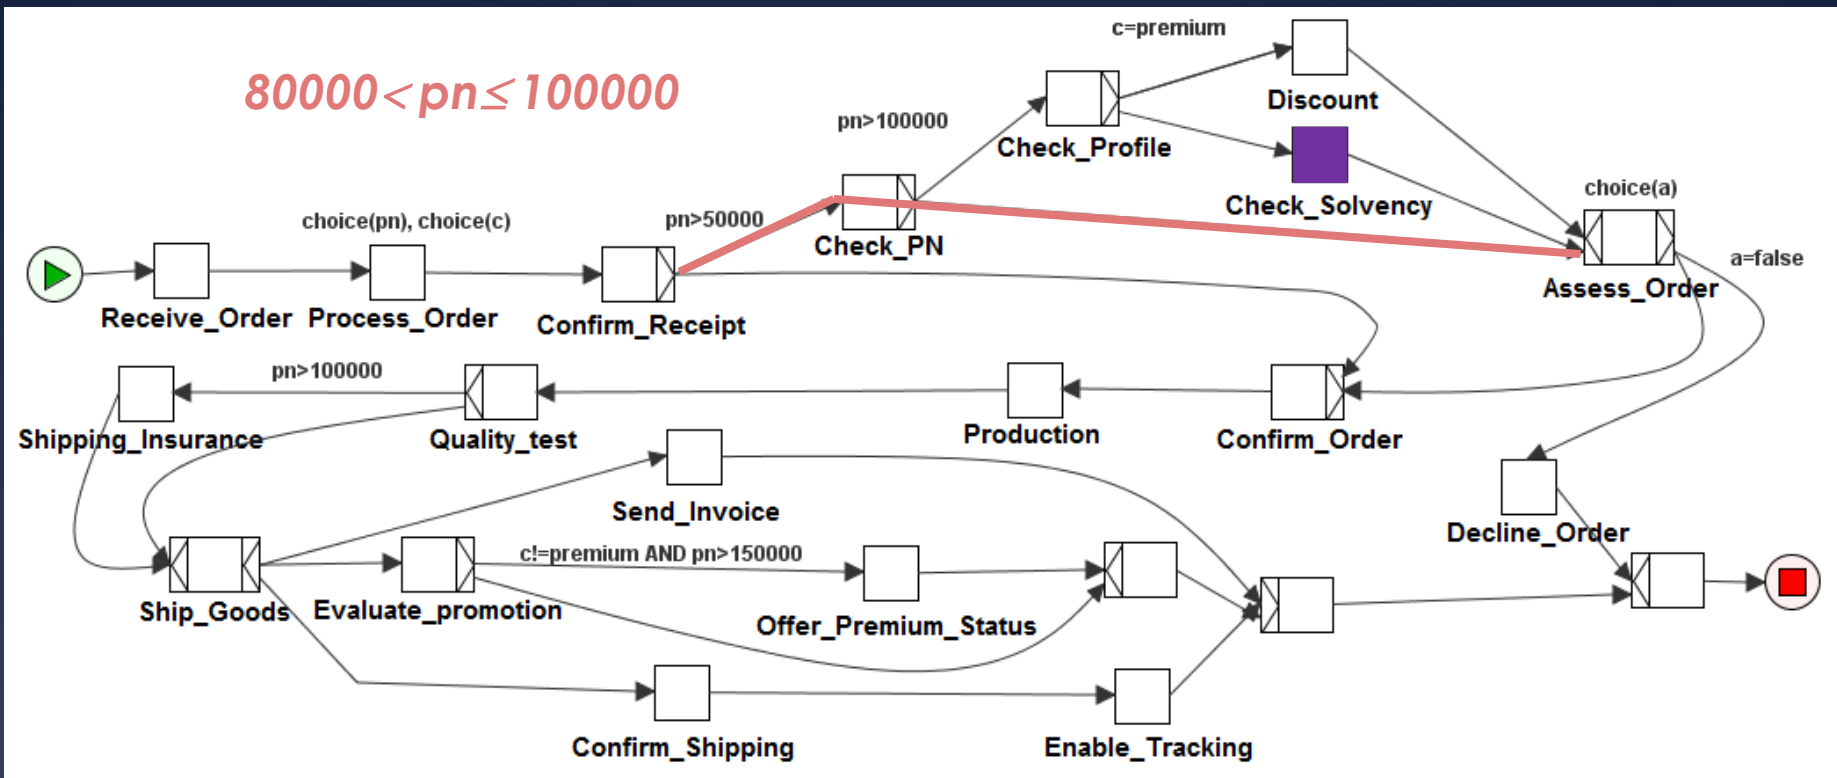 c=premium
80000<pn≤100000
Discount
pn>100000
Check_Profile
choice(a)
Check_Solvency
choice(pn), choice(c)
pn>50000
Check_PN
a=false
Assess_Order
Receive_Order
Process_Order
Confirm_Receipt
pn>100000
Shipping_Insurance
Quality_test
Production
Confirm_Order
Send_Invoice
Decline_Order
c!=premium AND pn>150000
Ship_Goods
Evaluate_promotion
Offer_Premium_Status
Confirm_Shipping
Enable_Tracking